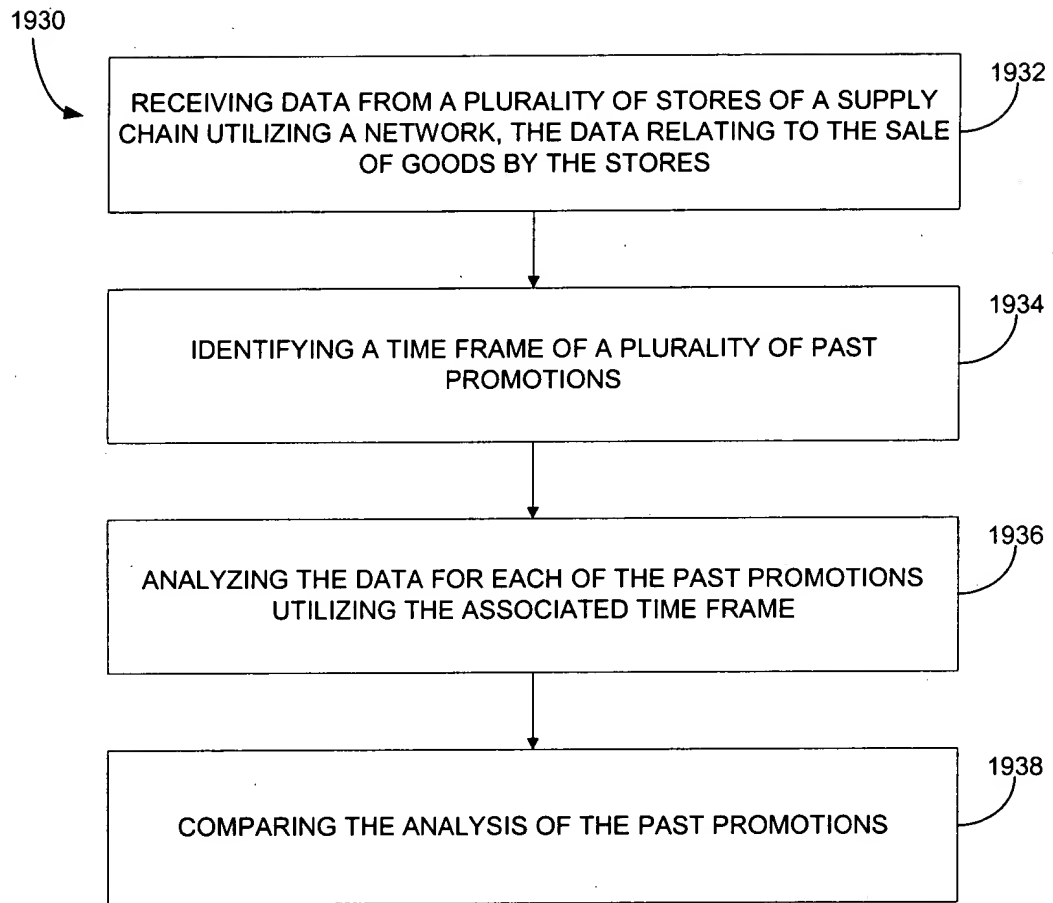 1930
1932
RECEIVING DATA FROM A PLURALITY OF STORES OF A SUPPLY
CHAIN UTILIZING A NETWORK, THE DATA RELATING TO THE SALE
OF GOODS BY THE STORES
1934
IDENTIFYING A TIME FRAME OF A PLURALITY OF PAST
PROMOTIONS
1936
ANALYZING THE DATA FOR EACH OF THE PAST PROMOTIONS
UTILIZING THE ASSOCIATED TIME FRAME
1938
COMPARING THE ANALYSIS OF THE PAST PROMOTIONS